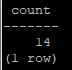 count
-------
14
(1 row)